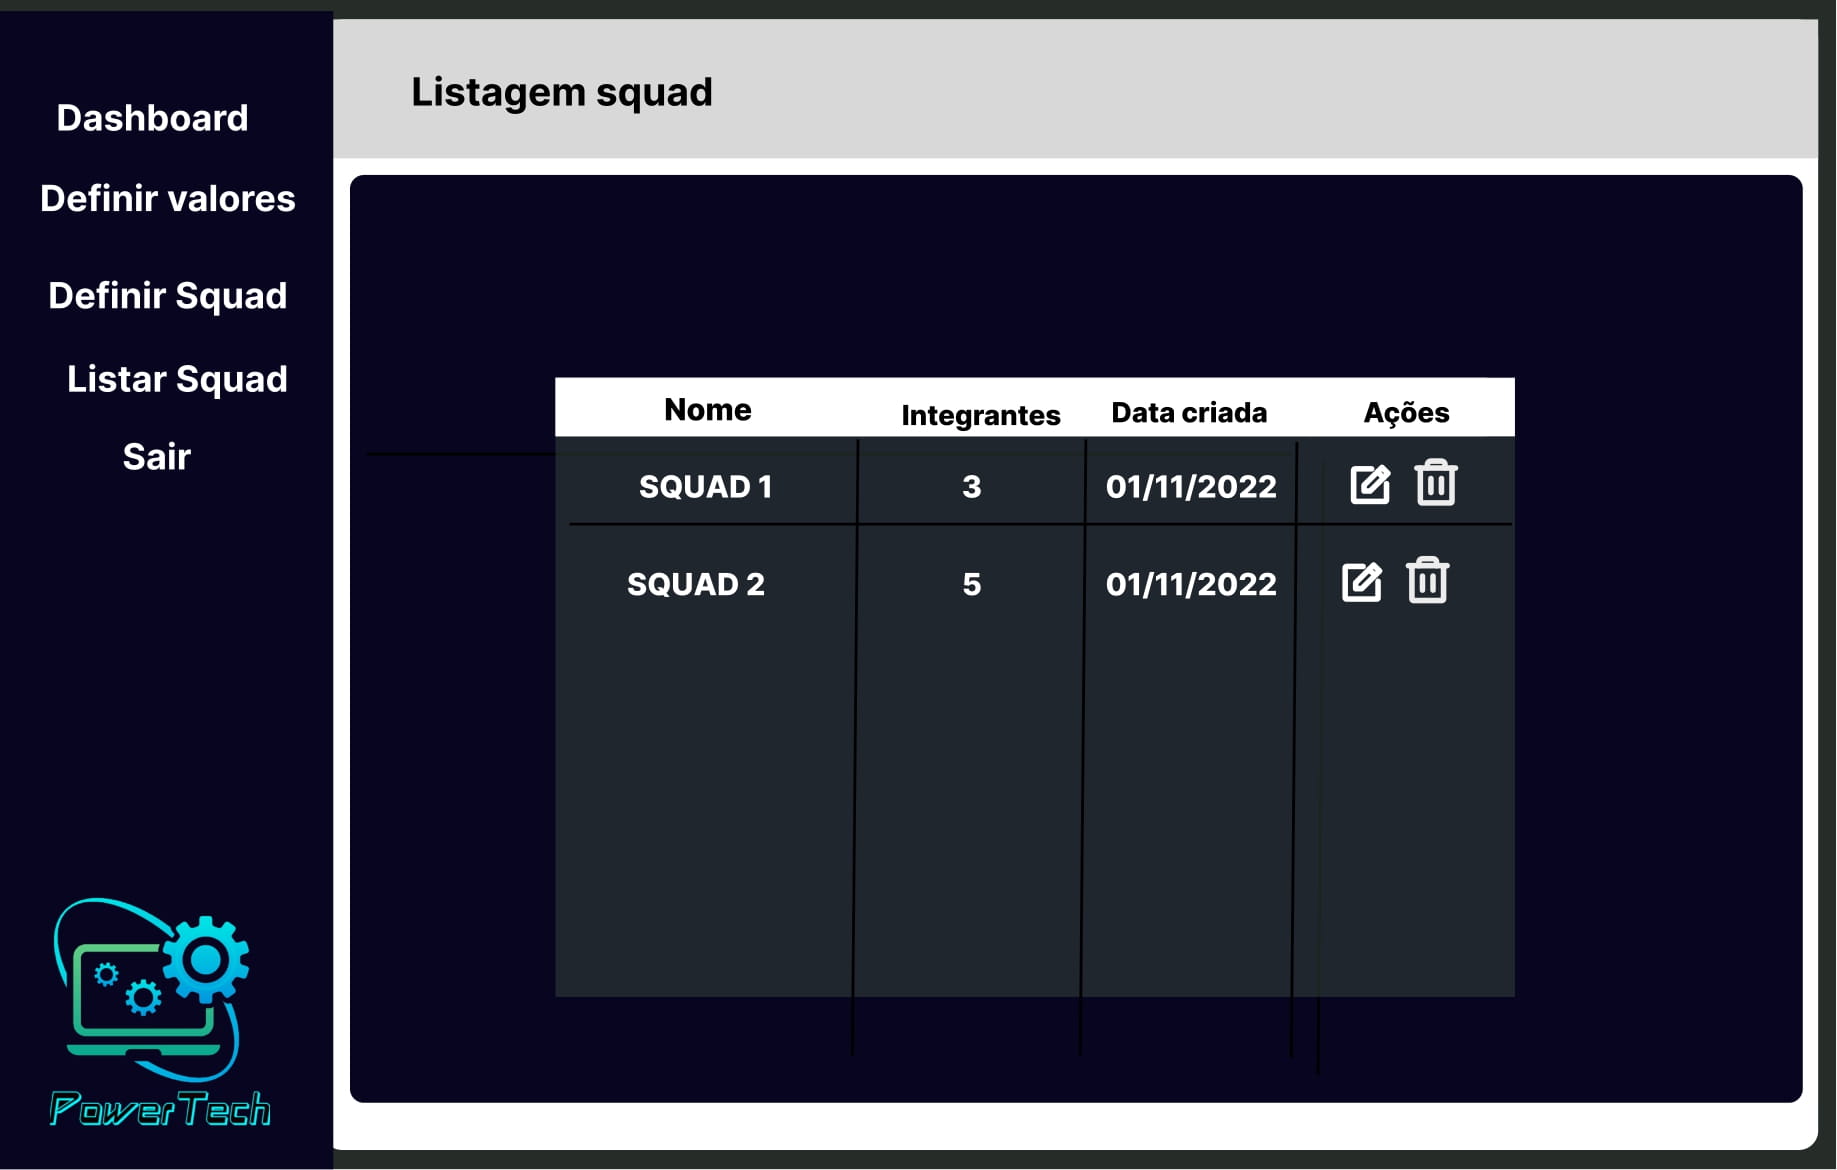 Dashboard
Definir valores
Definir Squad
Listar Squad
Sair
PowerTech
Listagem squad
Nome Integrantes Data criada Ações
SQUAD 1 3 01/11/2022
SQUAD 2 5 01/11/2022